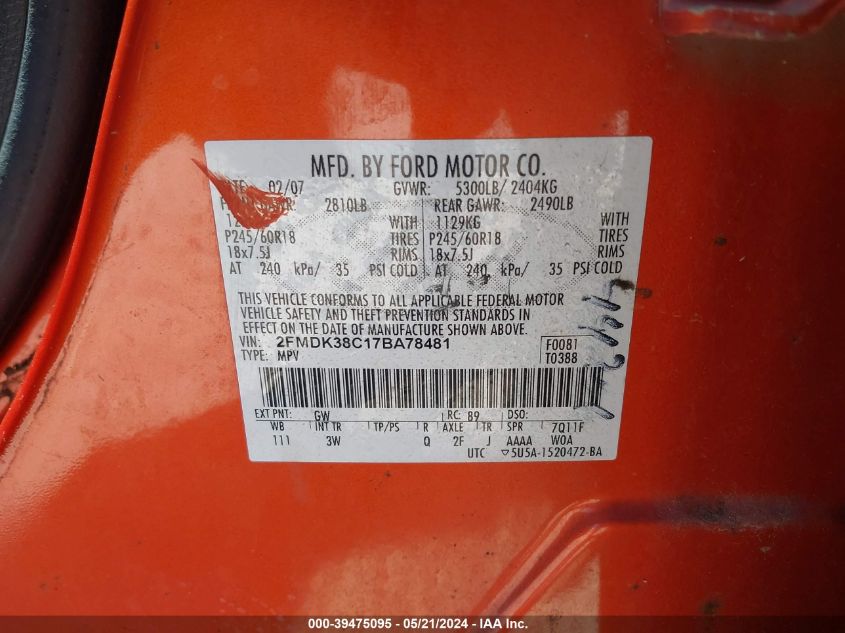 MFD. BY FORD MOTOR CO.
02/07 GVWR: 5300LB/ 2404KG
2810LB REAR GAWR: 2490LB
WITH 1129KG WITH
P245/60R18 TIRES P245/60R18 TIRES
18x7.5J RIMS 18x7.5J RIMS
AT 240 kPa/ 35 PSI COLD AT 240 kPa/ 35 PSI COLD
THIS VEHICLE CONFORMS TO ALL APPLICABLE FEDERAL MOTOR
VEHICLE SAFETY AND THEFT PREVENTION STANDARDS IN
EFFECT ON THE DATE OF MANUFACTURE SHOWN ABOVE.
VIN: 2FMDK38C17BA78481 F0081
TYPE: MPV T0388
EXT PNT: GW RC: 89 DSO:
WB INT TR TP/PS R AXLE TR SPR 7Q11F
111 3W Q 2F J AAAA WOA
UTC ▽5U5A-1520472-BA
000-39475095 - 05/21/2024 - IAA Inc.